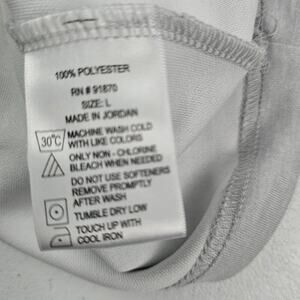 100% POLYESTER
RN # 91870
SIZE: L
MADE IN JORDAN
30°C MACHINE WASH COLD
WITH LIKE COLORS
ONLY NON - CHLORINE
BLEACH WHEN NEEDED
DO NOT USE SOFTENERS
REMOVE PROMPTLY
AFTER WASH
TUMBLE DRY LOW
TOUCH UP WITH
COOL IRON